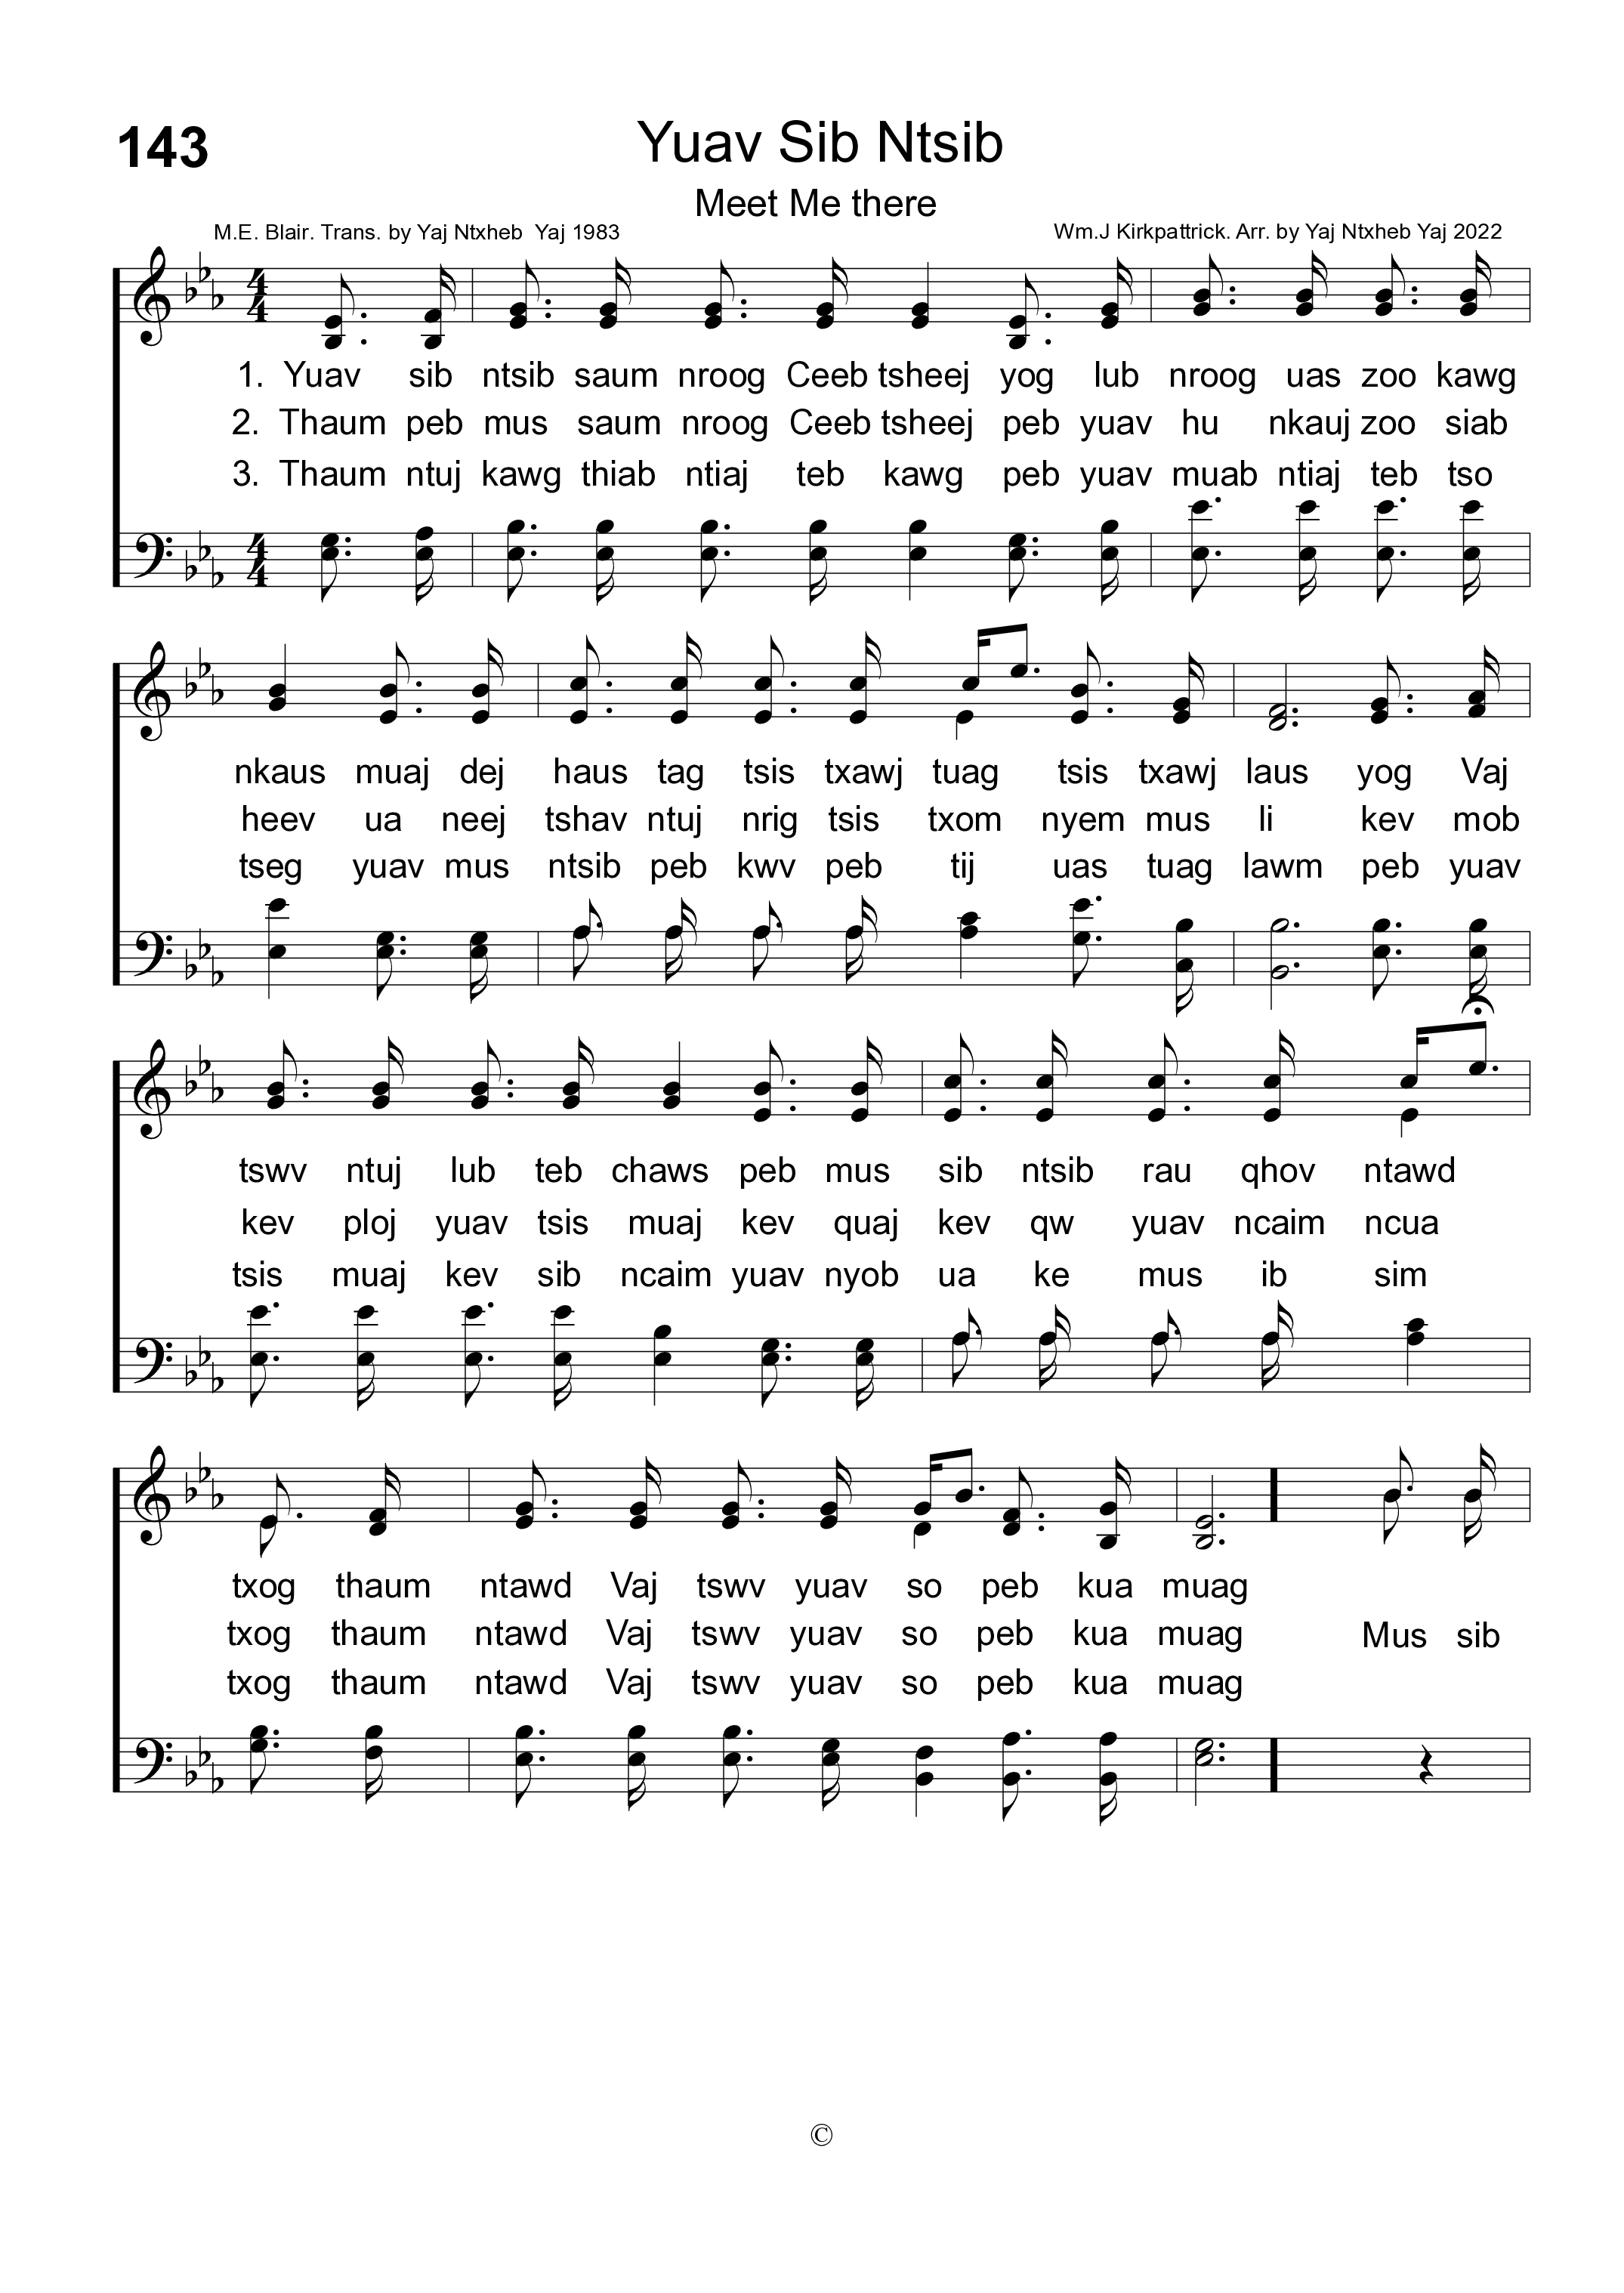 143
Yuav Sib Ntsib
Meet Me there
M.E. Blair. Trans. by Yaj Ntxheb Yaj 1983
Wm.J Kirkpattrick. Arr. by Yaj Ntxheb Yaj 2022
4
4
1. Yuav sib ntsib saum nroog Ceeb tsheej yog lub nroog uas zoo kawg
2. Thaum peb mus saum nroog Ceeb tsheej peb yuav hu nkauj zoo siab
3. Thaum ntuj kawg thiab ntiaj teb kawg peb yuav muab ntiaj teb tso
4
4
nkaus muaj dej haus tag tsis txawj tuag tsis txawj laus yog Vaj
heev ua neej tshav ntuj nrig tsis txom nyem mus li kev mob
tseg yuav mus ntsib peb kwv peb tij uas tuag lawm peb yuav
tswv ntuj lub teb chaws peb mus sib ntsib rau qhov ntawd
kev ploj yuav tsis muaj kev quaj kev qw yuav ncaim ncua
tsis muaj kev sib ncaim yuav nyob ua ke mus ib sim
txog thaum ntawd Vaj tswv yuav so peb kua muag
txog thaum ntawd Vaj tswv yuav so peb kua muag Mus sib
txog thaum ntawd Vaj tswv yuav so peb kua muag
©